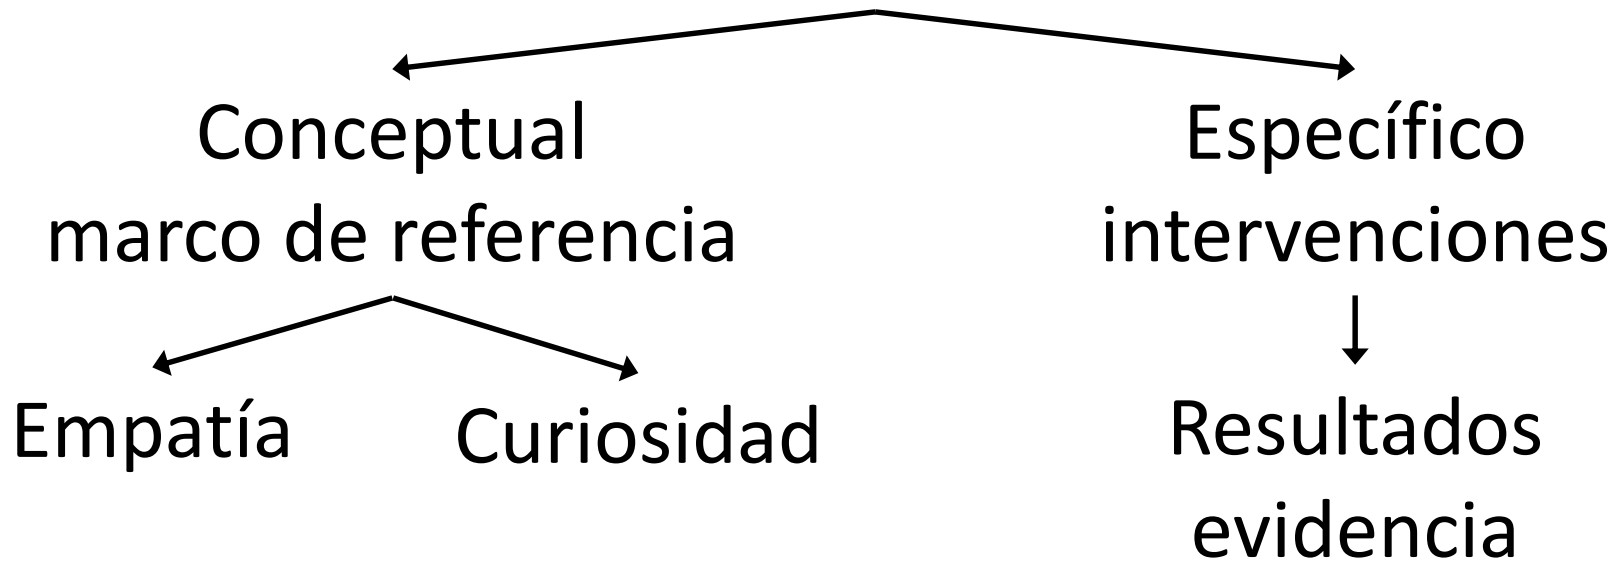 Conceptual
marco de referencia
Específico
intervenciones
Empatía
Curiosidad
Resultados
evidencia